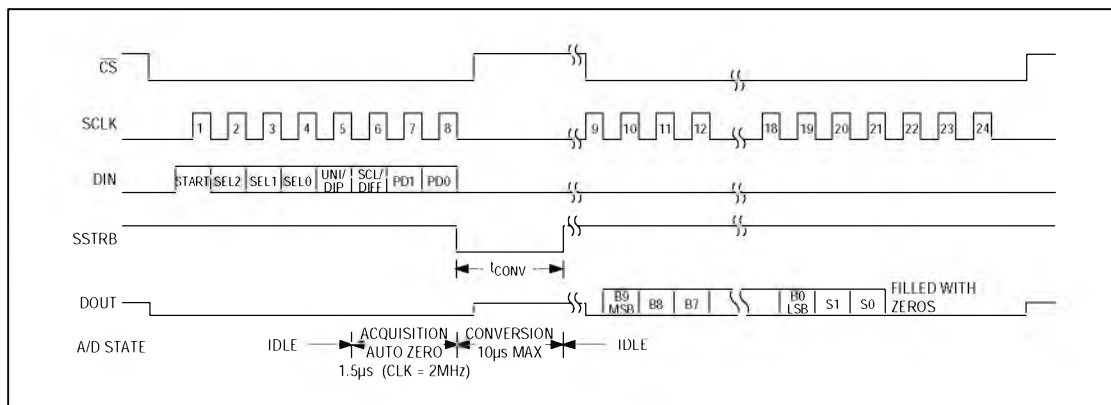 CS
SCLK 1 2 3 4 5 6 7 8 9 10 11 12 18 19 20 21 22 23 24
DIN START SEL2 SEL1 SEL0 UNI/ DIP SCL/ DIFF PD1 PD0
SSTRB
tCONV
DOUT B9 MSB B8 B7 B0 LSB S1 S0 FILLED WITH ZEROS
A/D STATE IDLE ACQUISITION AUTO ZERO CONVERSION 10µs MAX IDLE
1.5µs (CLK = 2MHz)